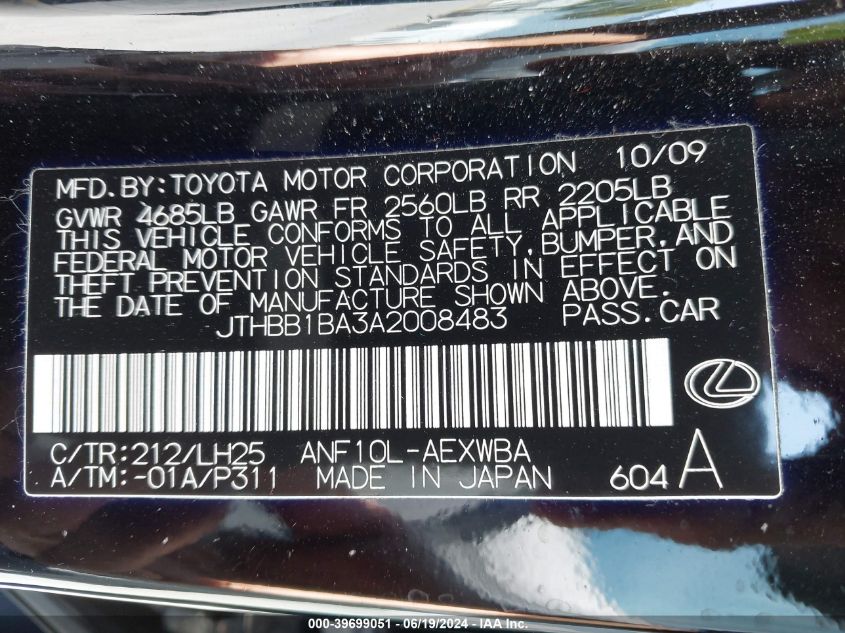 MFD. BY: TOYOTA MOTOR CORPORATION 10/09
GVWR 4685LB GAWR FR 2560LB RR 2205LB
THIS VEHICLE CONFORMS TO ALL APPLICABLE
FEDERAL MOTOR VEHICLE SAFETY, BUMPER, AND
THEFT PREVENTION STANDARDS IN EFFECT ON
THE DATE OF MANUFACTURE SHOWN ABOVE.
JTHBB1BA3A2008483 PASS. CAR
C/TR: 212/LH25 ANF10L-AEXWBA
A/TM: -01A/P311 MADE IN JAPAN 604 A
000-39699051 - 06/19/2024 - IAA Inc.